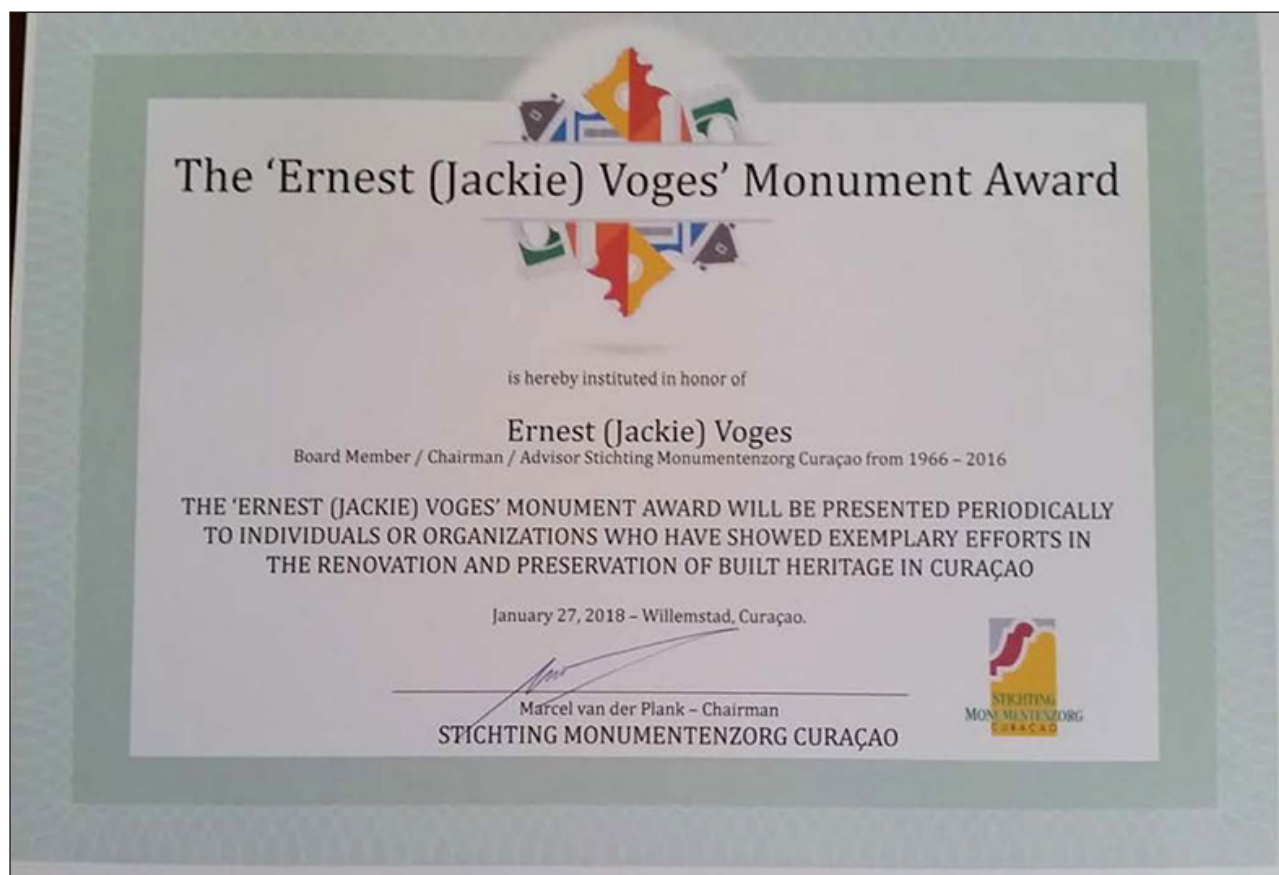 The ‘Ernest (Jackie) Voges’ Monument Award
is hereby instituted in honor of
Ernest (Jackie) Voges
Board Member / Chairman / Advisor Stichting Monumentenzorg Curaçao from 1966 – 2016
THE ‘ERNEST (JACKIE) VOGES’ MONUMENT AWARD WILL BE PRESENTED PERIODICALLY
TO INDIVIDUALS OR ORGANIZATIONS WHO HAVE SHOWED EXEMPLARY EFFORTS IN
THE RENOVATION AND PRESERVATION OF BUILT HERITAGE IN CURAÇAO
January 27, 2018 – Willemstad, Curaçao.
Marcel van der Plank – Chairman
STICHTING MONUMENTENZORG CURAÇAO
STICHTING
MONUMENTENZORG
CURAÇAO